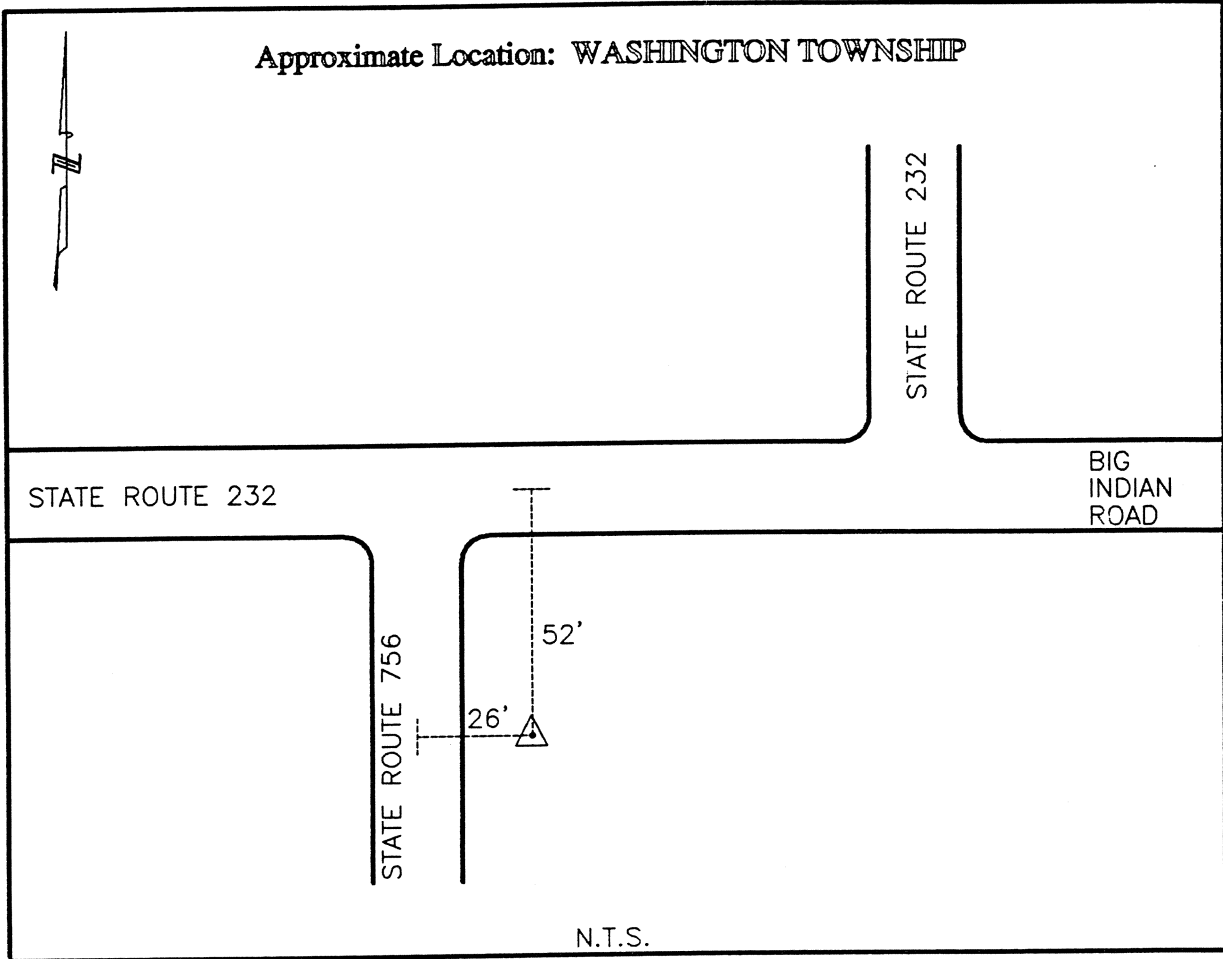 Approximate Location: WASHINGTON TOWNSHIP
N
STATE ROUTE 232
STATE ROUTE 232
BIG
INDIAN
ROAD
52'
STATE ROUTE 756
26'
N.T.S.